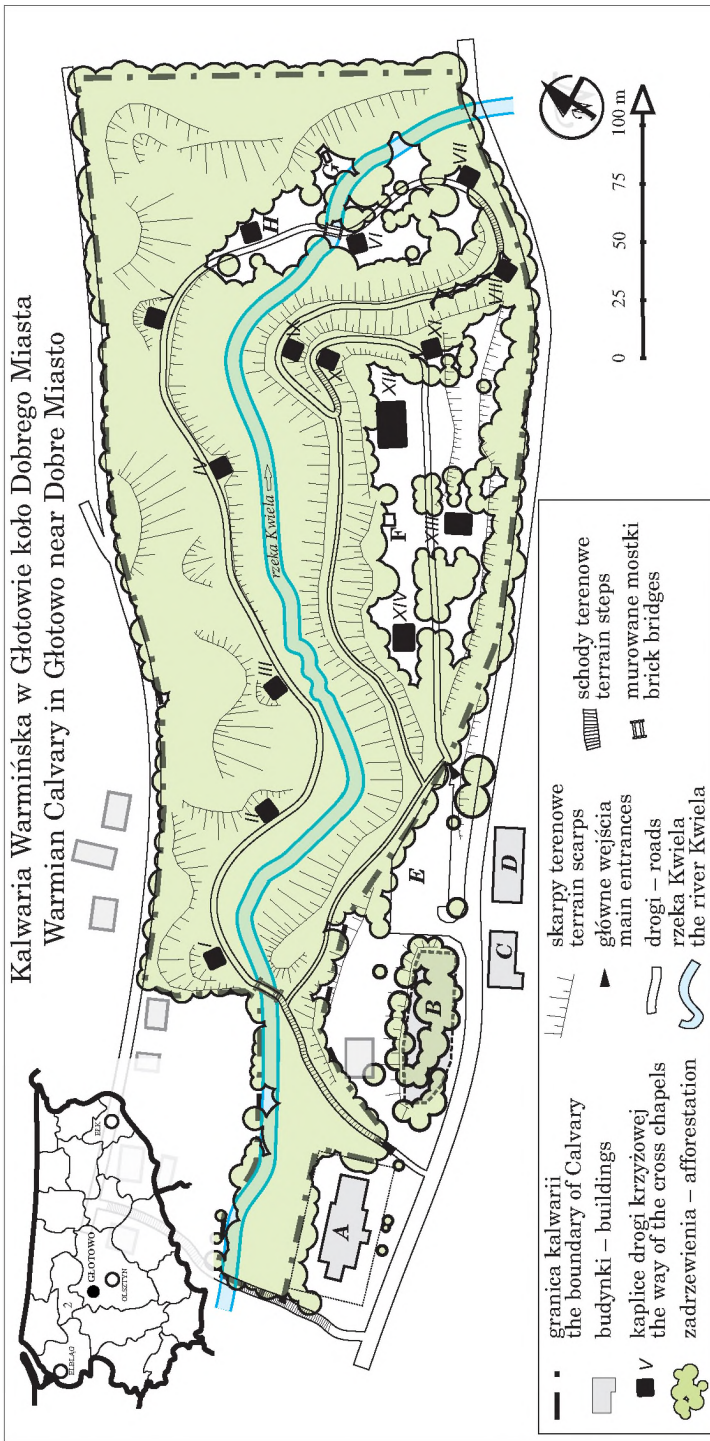 Kalwaria Warmińska w Głotowie koło Dobrego Miasta
Warmian Calvary in Głotowo near Dobre Miasto
ELBLĄG
2
GŁOTOWO
OLSZTYN
EŁK
I
II
III
IV
V
H
VI
VII
VIII
X
XI
XII
F
XIII
XIV
rzeka Kwiela
A
B
C
D
E
N
0 25 50 75 100 m
granica kalwarii
the boundary of Calvary
budynki – buildings
V
kaplice drogi krzyżowej
the way of the cross chapels
zadrzewienia – afforestation
skarpy terenowe
terrain scarps
główne wejścia
main entrances
drogi – roads
rzeka Kwiela
the river Kwiela
schody terenowe
terrain steps
murowane mostki
brick bridges